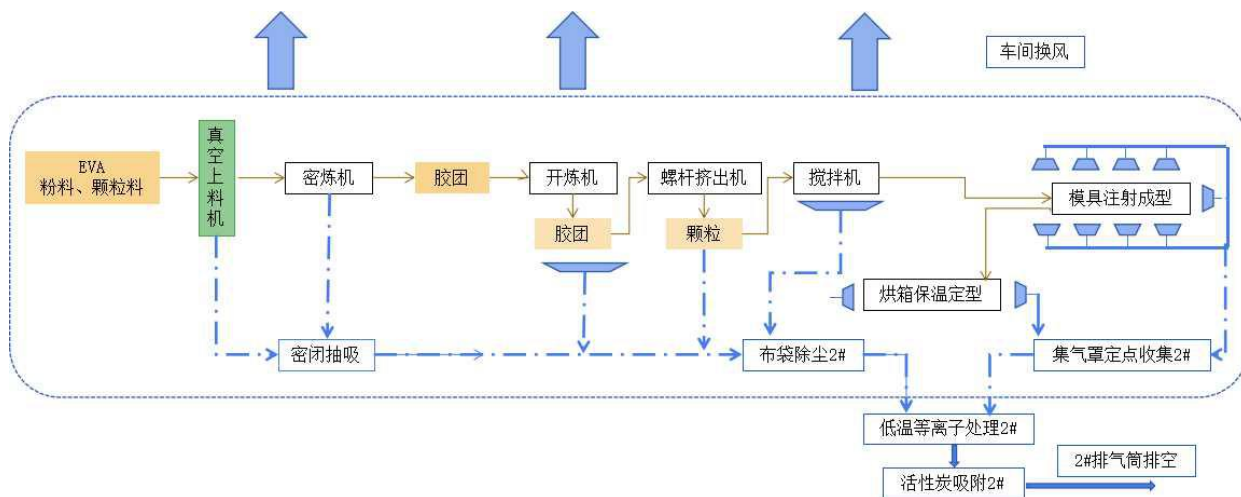 车间换风
EVA
粉料、颗粒料
真空上料机
密炼机
胶团
开炼机
螺杆挤出机
搅拌机
模具注射成型
胶团
颗粒
烘箱保温定型
密闭抽吸
布袋除尘2#
集气罩定点收集2#
低温等离子处理2#
活性炭吸附2#
2#排气筒排空